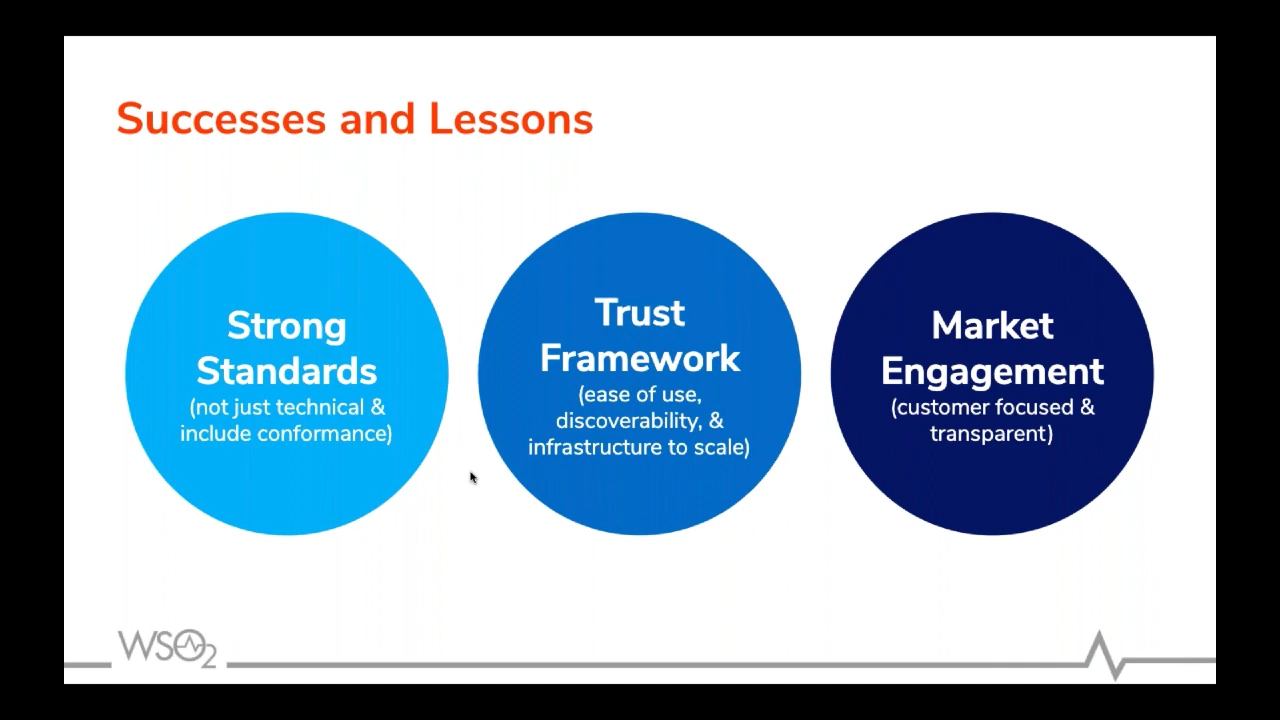 Successes and Lessons
Strong
Standards
(not just technical &
include conformance)
Trust
Framework
(ease of use,
discoverability, &
infrastructure to scale)
Market
Engagement
(customer focused &
transparent)
WSO2